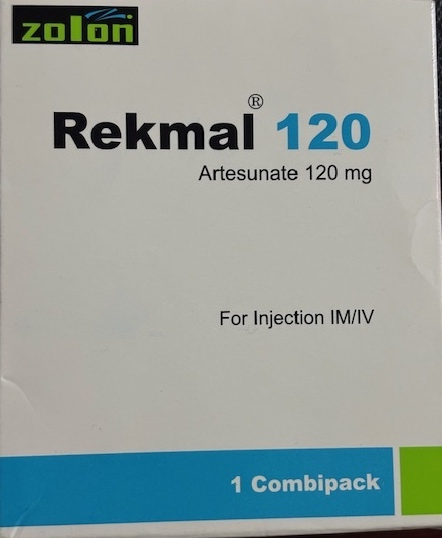 zolon
Rekmal® 120
Artesunate 120 mg
For Injection IM/IV
1 Combipack